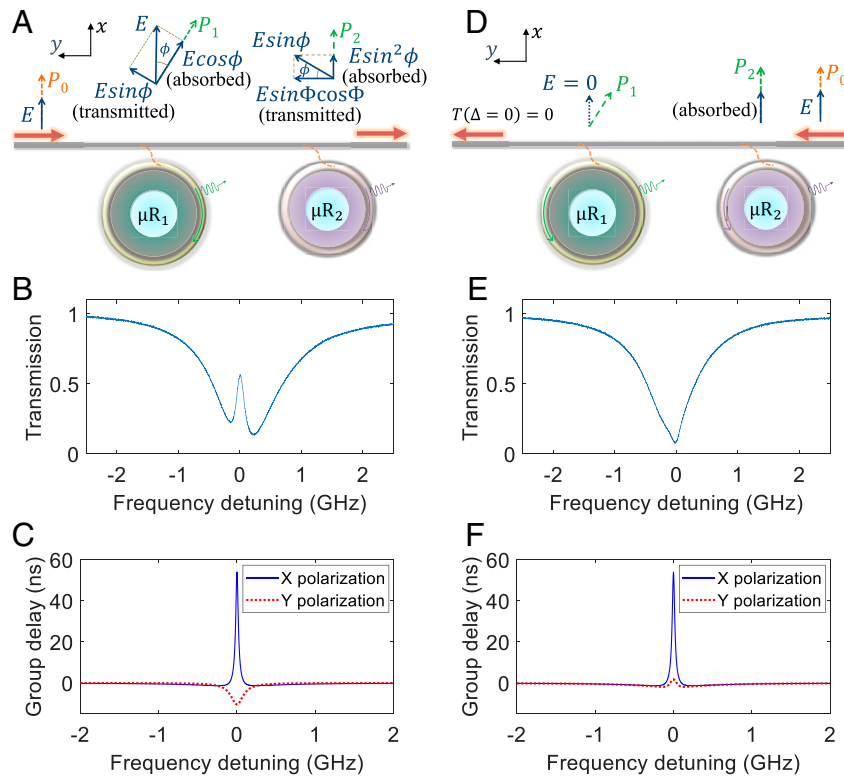 A
x
y
P₀
E
E
P₁
ϕ
Ecosϕ
(absorbed)
Esinϕ
(transmitted)
Esinϕ
P₂
ϕ
Esin²ϕ
(absorbed)
EsinΦcosΦ
(transmitted)
μR₁
μR₂
D
x
y
E = 0
P₁
T(Δ = 0) = 0
P₂
(absorbed)
P₀
E
μR₁
μR₂
B
Transmission
1
0.5
0
-2 -1 0 1 2
Frequency detuning (GHz)
E
Transmission
1
0.5
0
-2 -1 0 1 2
Frequency detuning (GHz)
C
Group delay (ns)
60
40
20
0
X polarization
Y polarization
-2 -1 0 1 2
Frequency detuning (GHz)
F
Group delay (ns)
60
40
20
0
X polarization
Y polarization
-2 -1 0 1 2
Frequency detuning (GHz)